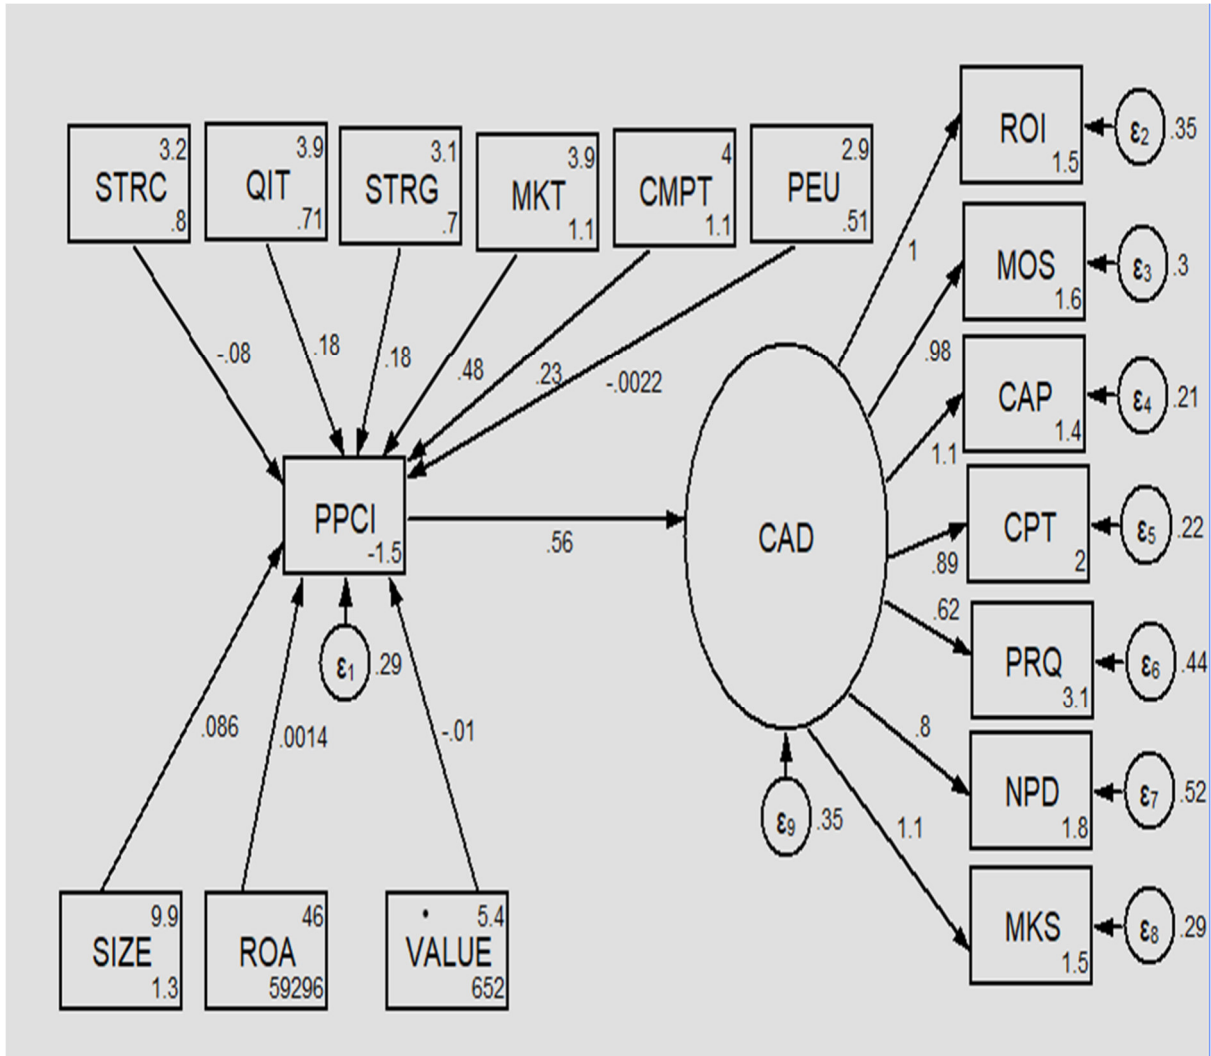 3.2
STRC
.8
3.9
QIT
.71
3.1
STRG
.7
3.9
MKT
1.1
4
CMPT
1.1
2.9
PEU
.51
-.08
.18
.18
.48
.23
-.0022
PPCI
-1.5
.56
ε1
.29
.086
.0014
-.01
9.9
SIZE
1.3
46
ROA
59296
5.4
VALUE
652
CAD
ε9
.35
1
.98
1.1
.89
.62
.8
1.1
ROI
1.5
ε2
.35
MOS
1.6
ε3
.3
CAP
1.4
ε4
.21
CPT
2
ε5
.22
PRQ
3.1
ε6
.44
NPD
1.8
ε7
.52
MKS
1.5
ε8
.29